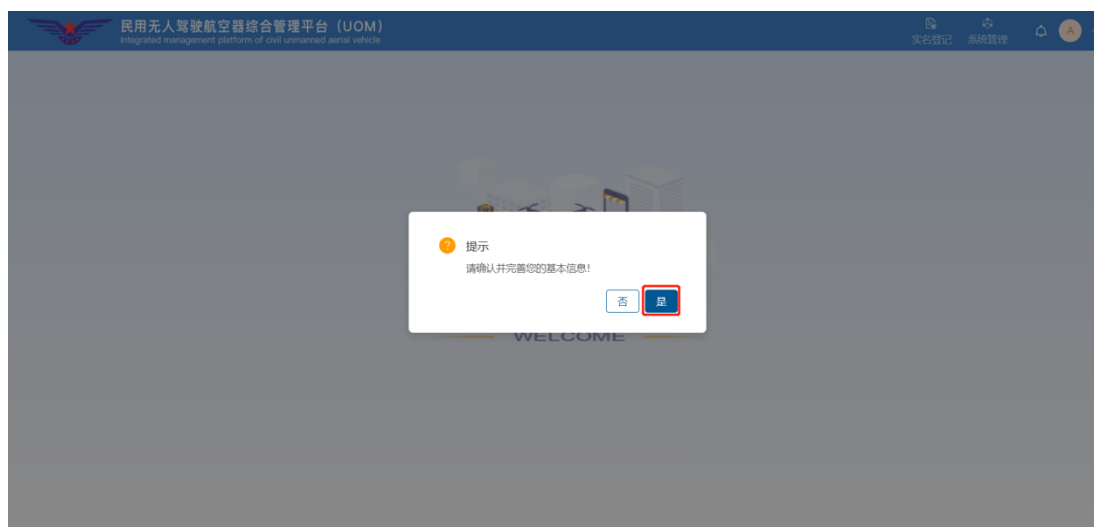 民用无人驾驶航空器综合管理平台（UOM）
Integrated management platform of civil unmanned aerial vehicle
实名登记
系统管理
A
提示
请确认并完善您的基本信息！
否
是
WELCOME